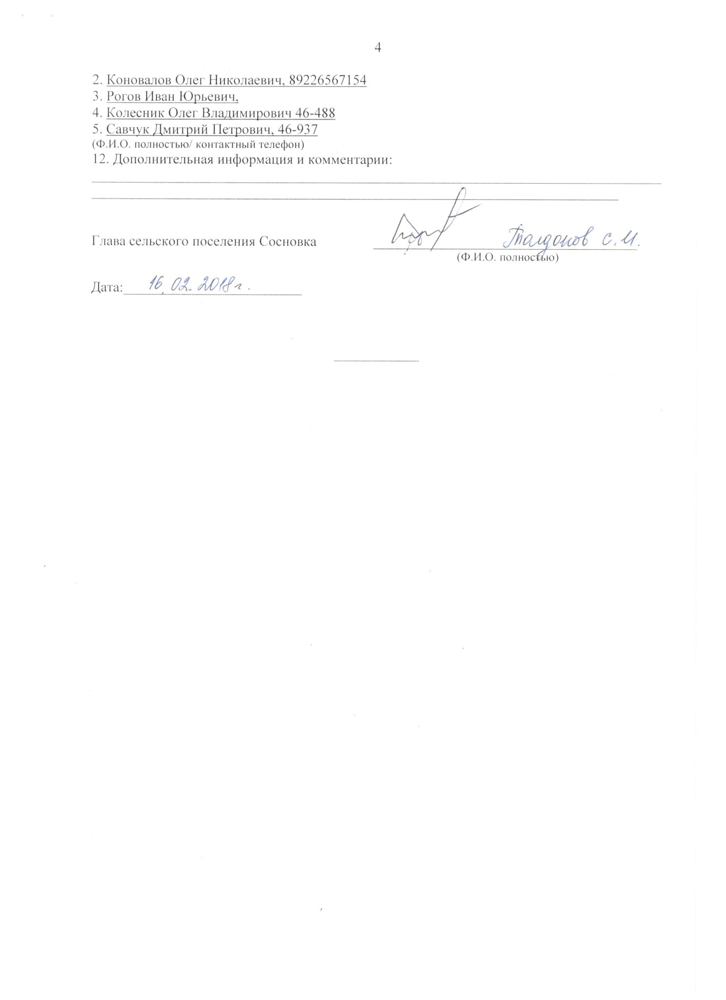 4
2. Коновалов Олег Николаевич, 89226567154
3. Рогов Иван Юрьевич,
4. Колесник Олег Владимирович 46-488
5. Савчук Дмитрий Петрович, 46-937
(Ф.И.О. полностью/ контактный телефон)
12. Дополнительная информация и комментарии:
Глава сельского поселения Сосновка Толдонов С.И.
(Ф.И.О. полностью)
Дата: 16.02.2018г.